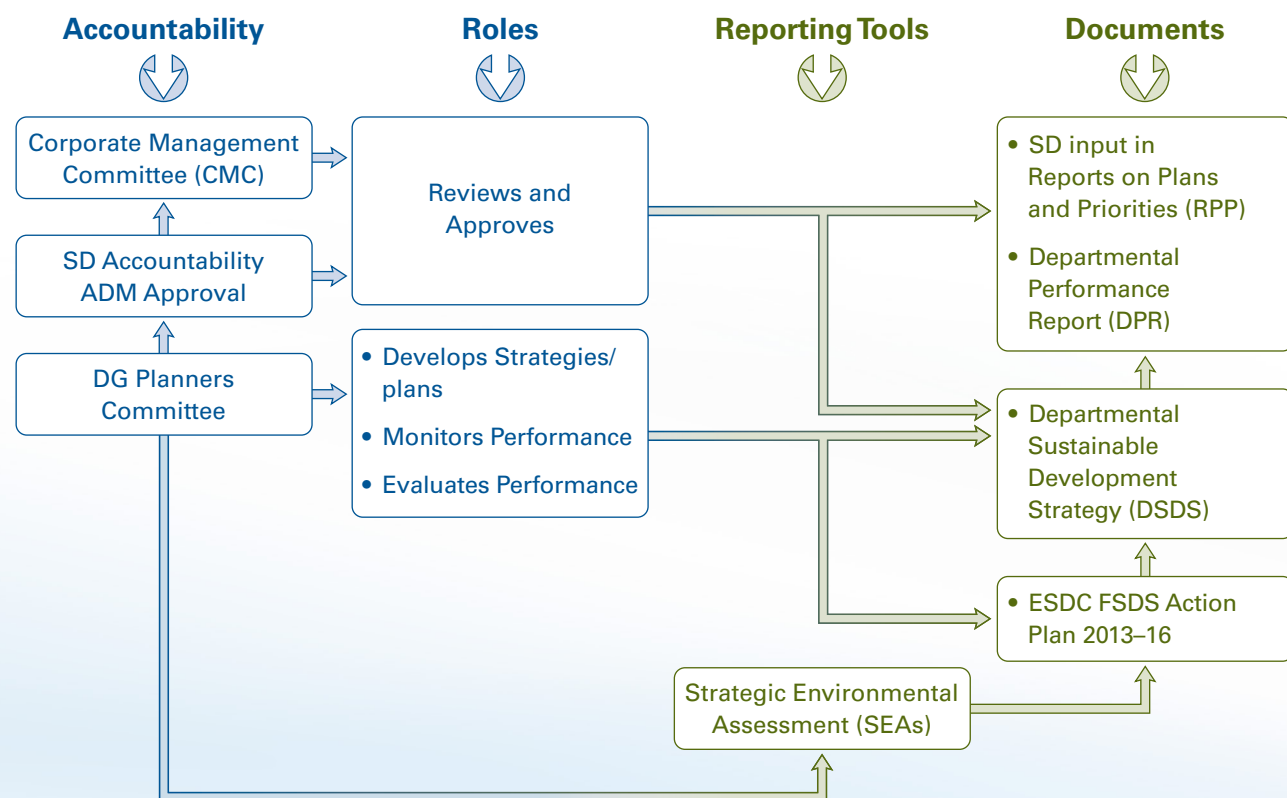 Accountability
Roles
Reporting Tools
Documents
Corporate Management
Committee (CMC)
SD Accountability
ADM Approval
DG Planners
Committee
Reviews and
Approves
• Develops Strategies/
plans
• Monitors Performance
• Evaluates Performance
Strategic Environmental
Assessment (SEAs)
• SD input in
Reports on Plans
and Priorities (RPP)
• Departmental
Performance
Report (DPR)
• Departmental
Sustainable
Development
Strategy (DSDS)
• ESDC FSDS Action
Plan 2013–16